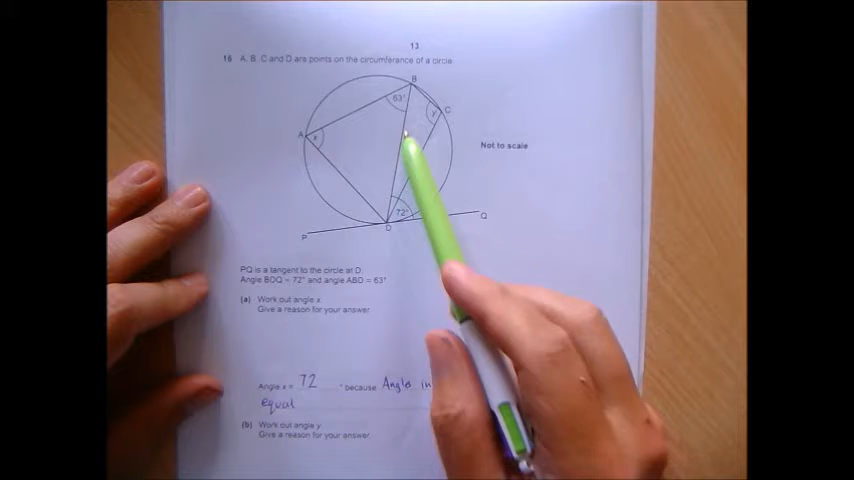 13
16 A, B, C and D are points on the circumference of a circle.
B
63°
C
y
A
x
Not to scale
72°
Q
D
P
PQ is a tangent to the circle at D.
Angle BDQ = 72° and angle ABD = 63°
(a) Work out angle x
Give a reason for your answer
Angle x = 72 ° because Angle in
equal
(b) Work out angle y
Give a reason for your answer